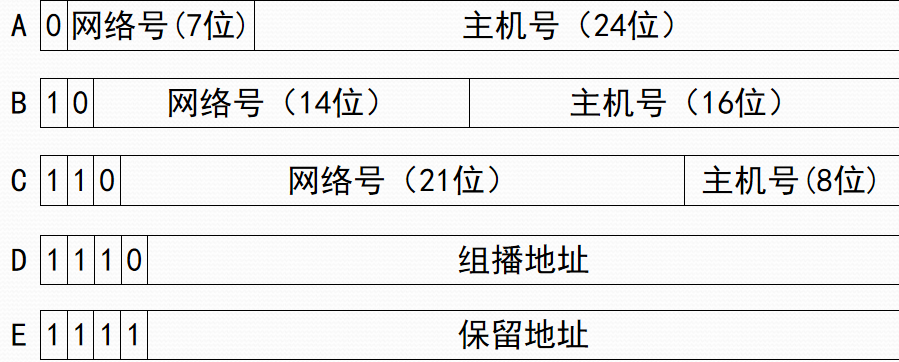 A 0 网络号(7位) 主机号（24位）
B 1 0 网络号（14位） 主机号（16位）
C 1 1 0 网络号（21位） 主机号(8位)
D 1 1 1 0 组播地址
E 1 1 1 1 保留地址